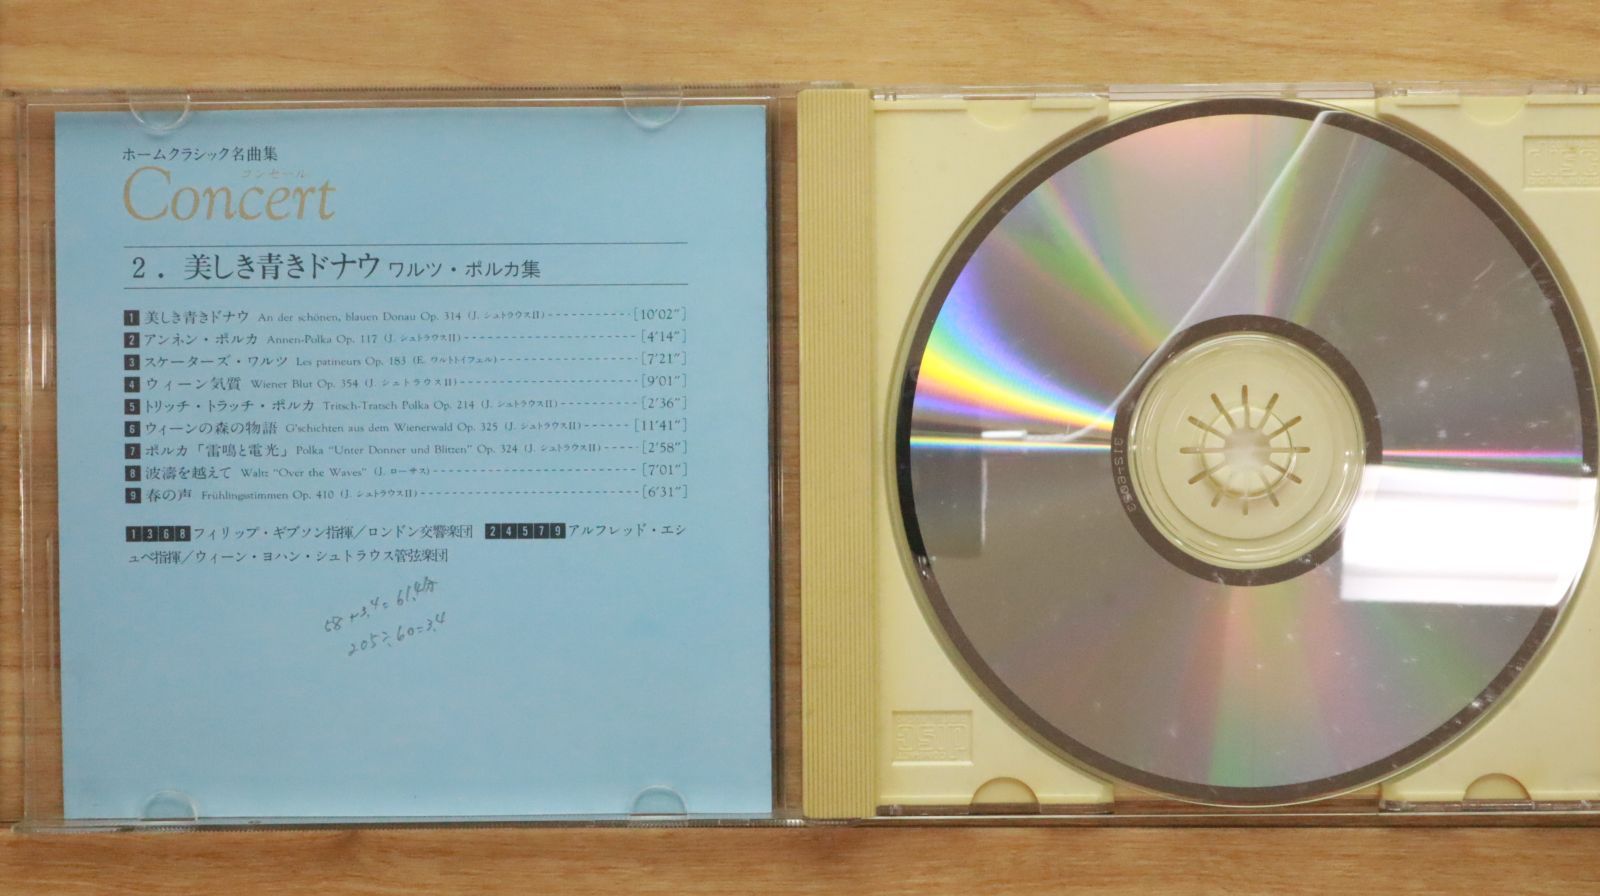 ホームクラシック名曲集
コンセール
Concert
2．美しき青きドナウ ワルツ・ポルカ集
1 美しき青きドナウ An der schönen, blauen Donau Op. 314 (J. シュトラウスII) [10'02"]
2 アンネン・ポルカ Annen-Polka Op. 117 (J. シュトラウスII) [4'14"]
3 スケーターズ・ワルツ Les patineurs Op. 183 (E. ワルトトイフェル) [7'21"]
4 ウィーン気質 Wiener Blut Op. 354 (J. シュトラウスII) [9'01"]
5 トリッチ・トラッチ・ポルカ Tritsch-Tratsch Polka Op. 214 (J. シュトラウスII) [2'36"]
6 ウィーンの森の物語 G'schichten aus dem Wienerwald Op. 325 (J. シュトラウスII) [11'41"]
7 ポルカ「雷鳴と電光」 Polka "Unter Donner und Blitzen" Op. 324 (J. シュトラウスII) [2'58"]
8 波濤を越えて Waltz "Over the Waves" (J. ローサス) [7'01"]
9 春の声 Frühlingsstimmen Op. 410 (J. シュトラウスII) [6'31"]
1 3 6 8 フィリップ・ギブソン指揮／ロンドン交響楽団 2 4 5 7 9 アルフレッド・エシ
ュペ指揮／ウィーン・ヨハン・シュトラウス管弦楽団
58+3.4=61.4分
205÷60=3.4